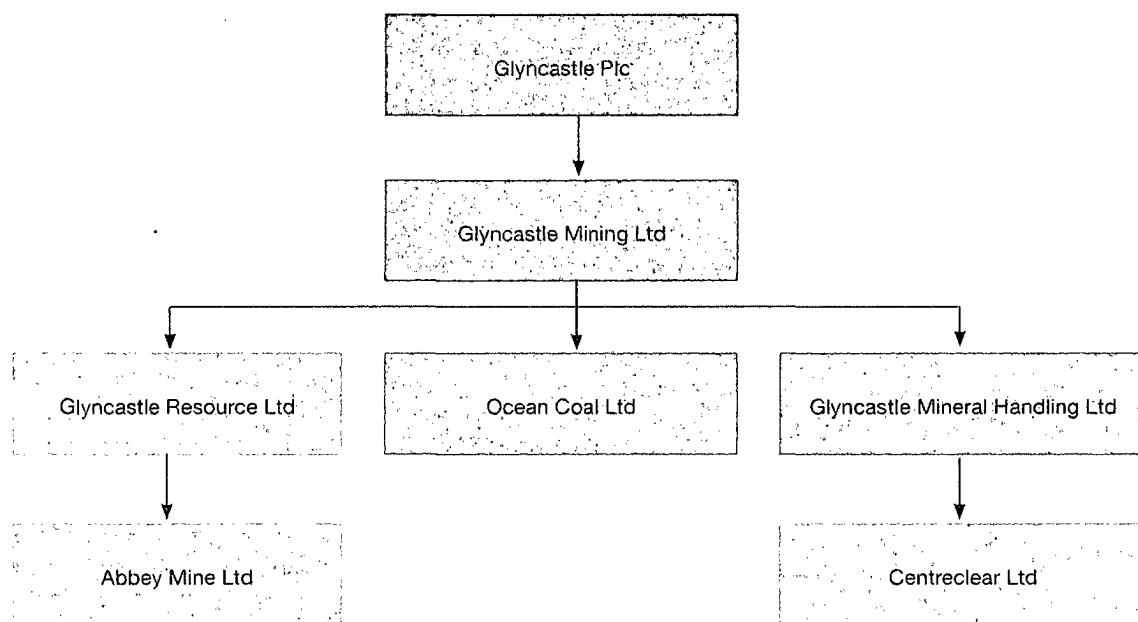 Glyncastle Plc
Glyncastle Mining Ltd
Glyncastle Resource Ltd
Ocean Coal Ltd
Glyncastle Mineral Handling Ltd
Abbey Mine Ltd
Centreclear Ltd